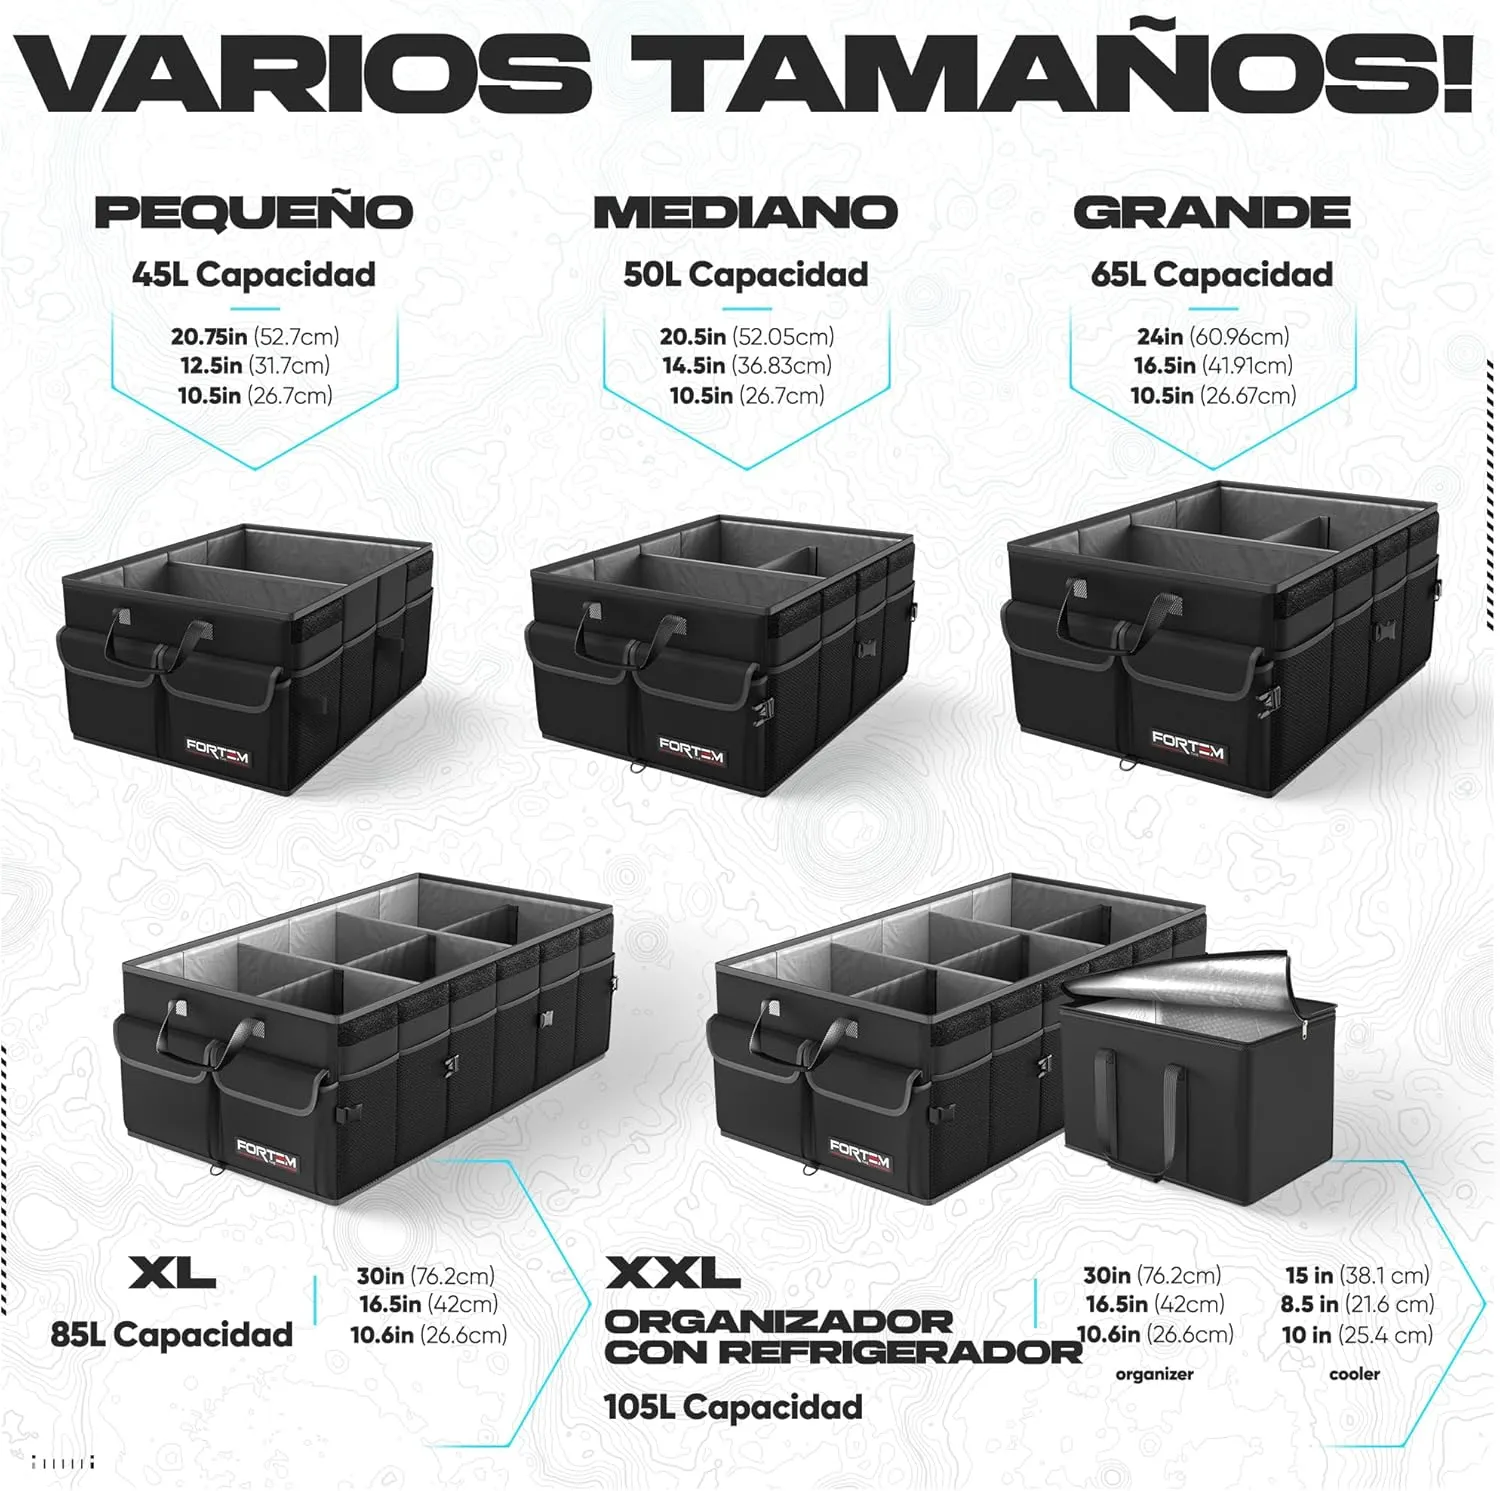 VARIOS TAMAÑOS!
PEQUEÑO
45L Capacidad
20.75in (52.7cm)
12.5in (31.7cm)
10.5in (26.7cm)
MEDIANO
50L Capacidad
20.5in (52.05cm)
14.5in (36.83cm)
10.5in (26.7cm)
GRANDE
65L Capacidad
24in (60.96cm)
16.5in (41.91cm)
10.5in (26.67cm)
FORTEM
FORTEM
FORTEM
FORTEM
FORTEM
XL
85L Capacidad
30in (76.2cm)
16.5in (42cm)
10.6in (26.6cm)
XXL
ORGANIZADOR
CON REFRIGERADOR
105L Capacidad
30in (76.2cm)
16.5in (42cm)
10.6in (26.6cm)
organizer
15 in (38.1 cm)
8.5 in (21.6 cm)
10 in (25.4 cm)
cooler